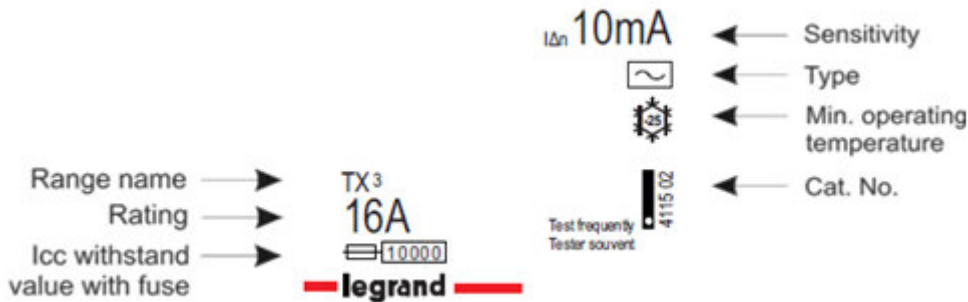 IΔn 10mA
Sensitivity
Type
-25
Min. operating
temperature
Range name
TX³
4115 02
Cat. No.
Rating
16A
Test frequently
Tester souvent
Icc withstand
value with fuse
10000
legrand